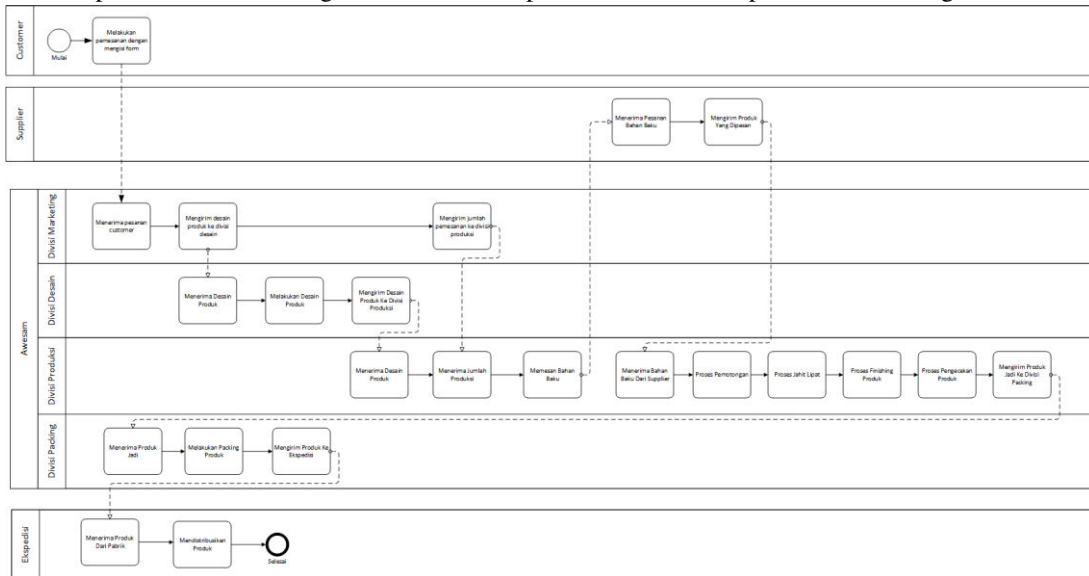 Customer
Mulai
Melakukan
pemesanan dengan
mengisi form
Supplier
Menerima Pesanan
Bahan Baku
Mengirim Produk
Yang Dipesan
Awesam
Divisi Marketing
Menerima pesanan
customer
Mengirim desain
produk ke divisi
desain
Mengirim jumlah
pemesanan ke divisi
produksi
Divisi Desain
Menerima Desain
Produk
Melakukan Desain
Produk
Mengirim Desain
Produk Ke Divisi
Produksi
Divisi Produksi
Menerima Desain
Produk
Menerima Jumlah
Produksi
Memesan Bahan
Baku
Menerima Bahan
Baku Dari Supplier
Proses Pemotongan
Proses Jahit Lipat
Proses Finishing
Produk
Proses Pengecekan
Produk
Mengirim Produk
Jadi Ke Divisi
Packing
Divisi Packing
Menerima Produk
Jadi
Melakukan Packing
Produk
Mengirim Produk Ke
Ekspedisi
Ekspedisi
Menerima Produk
Dari Pabrik
Mendistribusikan
Produk
Selesai